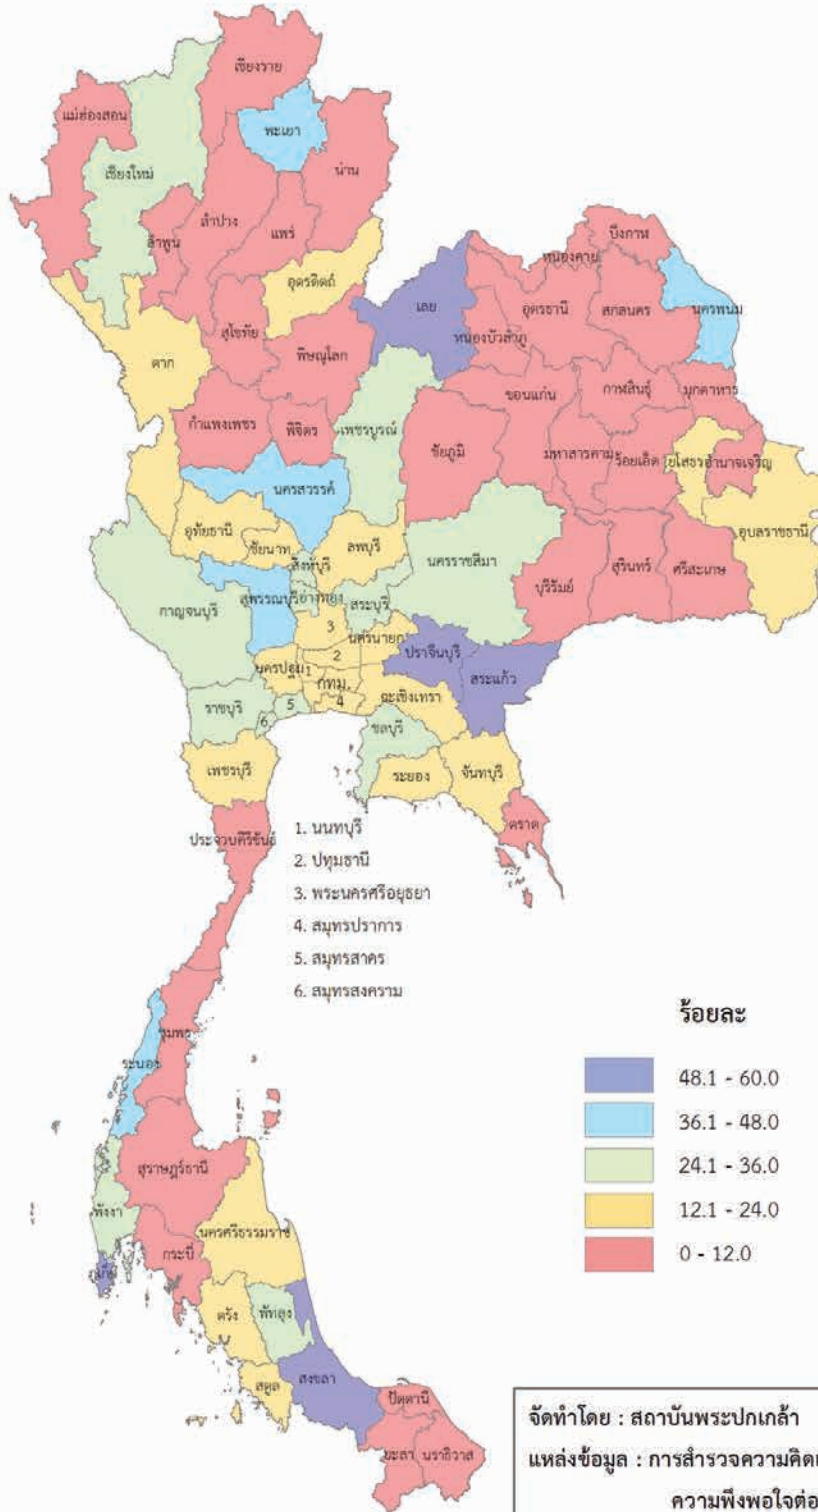 เชียงราย
แม่ฮ่องสอน
พะเยา
น่าน
เชียงใหม่
ลำปาง
แพร่
ลำพูน
บึงกาฬ
หนองคาย
อุตรดิตถ์
เลย
อุดรธานี
สกลนคร
นครพนม
สุโขทัย
หนองบัวลำภู
พิษณุโลก
ตาก
ขอนแก่น
กาฬสินธุ์
มุกดาหาร
กำแพงเพชร
พิจิตร
เพชรบูรณ์
ชัยภูมิ
มหาสารคาม
ร้อยเอ็ด
ยโสธร
อำนาจเจริญ
นครสวรรค์
อุบลราชธานี
อุทัยธานี
ชัยนาท
ลพบุรี
สิงห์บุรี
นครราชสีมา
บุรีรัมย์
สุรินทร์
ศรีสะเกษ
กาญจนบุรี
สุพรรณบุรี
อ่างทอง
สระบุรี
3
นครนายก
2
ปราจีนบุรี
นครปฐม
1
กทม.
สระแก้ว
ฉะเชิงเทรา
4
ราชบุรี
5
6
ชลบุรี
เพชรบุรี
ระยอง
จันทบุรี
ตราด
ประจวบคีรีขันธ์
1. นนทบุรี
2. ปทุมธานี
3. พระนครศรีอยุธยา
4. สมุทรปราการ
5. สมุทรสาคร
6. สมุทรสงคราม
ชุมพร
ระนอง
สุราษฎร์ธานี
พังงา
นครศรีธรรมราช
กระบี่
ภูเก็ต
ตรัง
พัทลุง
สตูล
สงขลา
ปัตตานี
ยะลา
นราธิวาส
ร้อยละ
48.1 - 60.0
36.1 - 48.0
24.1 - 36.0
12.1 - 24.0
0 - 12.0
จัดทำโดย : สถาบันพระปกเกล้า
แหล่งข้อมูล : การสำรวจความคิด
ความพึงพอใจต่อ